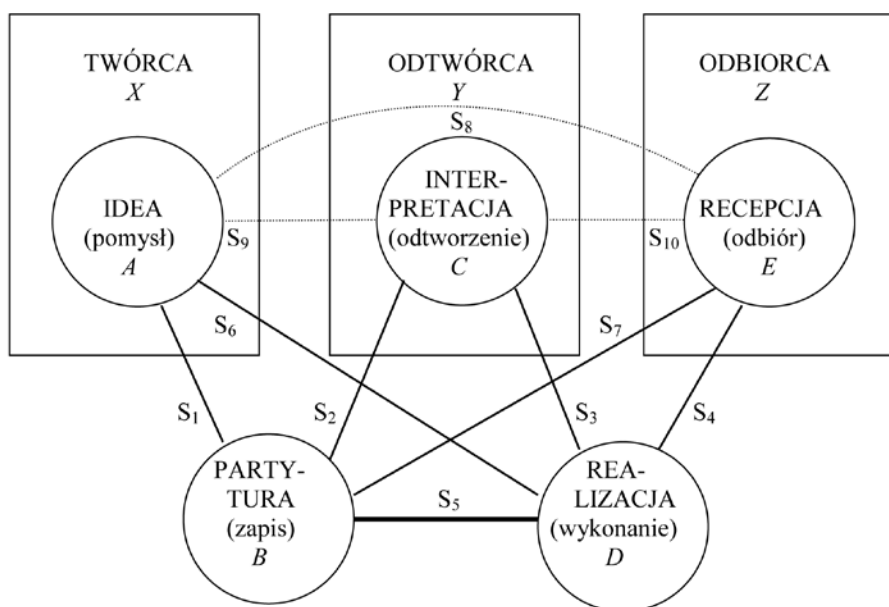 TWÓRCA
X
ODTWÓRCA
Y
ODBIORCA
Z
S8
IDEA
(pomysł)
A
INTER-
PRETACJA
(odtworzenie)
C
RECEPCJA
(odbiór)
E
S9
S10
S6
S7
S1
S2
S3
S4
PARTY-
TURA
(zapis)
B
S5
REA-
LIZACJA
(wykonanie)
D